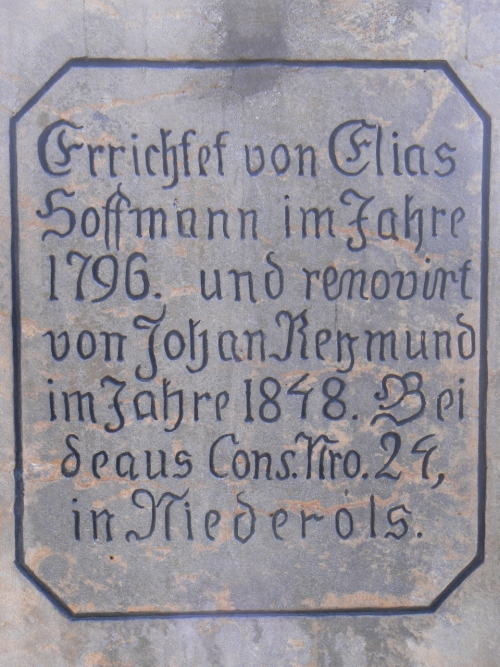 Errichtet von Elias
Hoffmann im Jahre
1796. und renovirt
von Johan Reymund
im Jahre 1848. Bei
deaus Cons. Nro. 24,
in Niederöls.